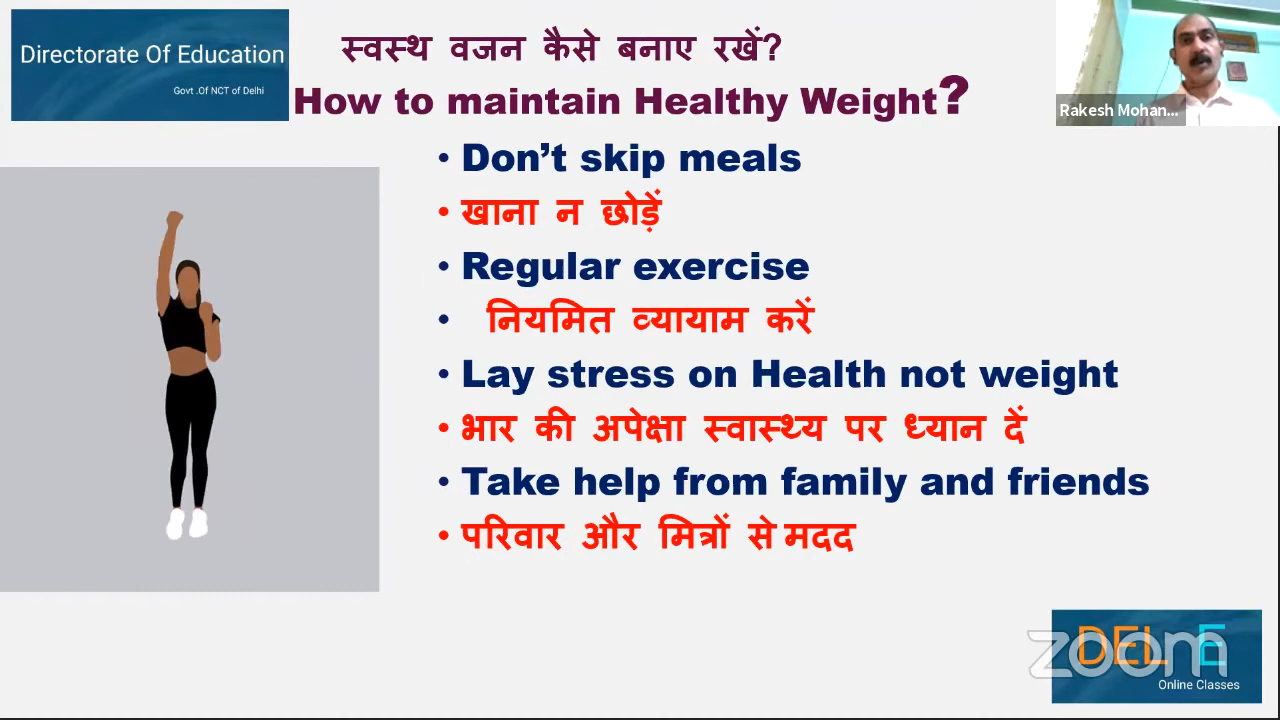 Directorate Of Education
Govt .Of NCT of Delhi
स्वस्थ वजन कैसे बनाए रखें?
How to maintain Healthy Weight?
Rakesh Mohan...
• Don't skip meals
• खाना न छोड़ें
• Regular exercise
• नियमित व्यायाम करें
• Lay stress on Health not weight
• भार की अपेक्षा स्वास्थ्य पर ध्यान दें
• Take help from family and friends
• परिवार और मित्रों से मदद
DEL E
zoom
Online Classes